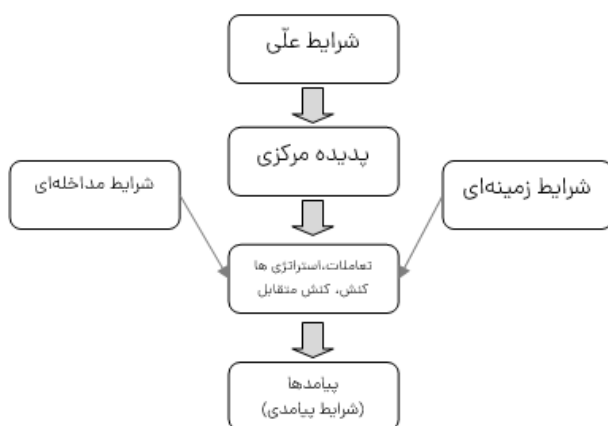 شرایط علّی
پدیده مرکزی
شرایط زمینه‌ای
شرایط مداخله‌ای
تعاملات،استراتژی ها
کنش، کنش متقابل
پیامدها
(شرایط پیامدی)